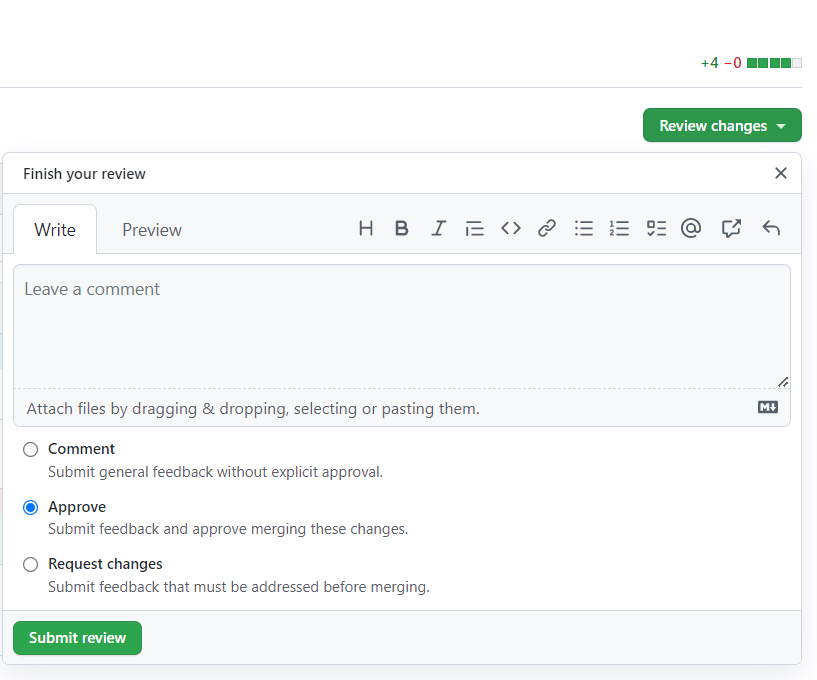 +4 −0
Review changes
Finish your review
Write Preview
Leave a comment
Attach files by dragging & dropping, selecting or pasting them.
Comment
Submit general feedback without explicit approval.
Approve
Submit feedback and approve merging these changes.
Request changes
Submit feedback that must be addressed before merging.
Submit review